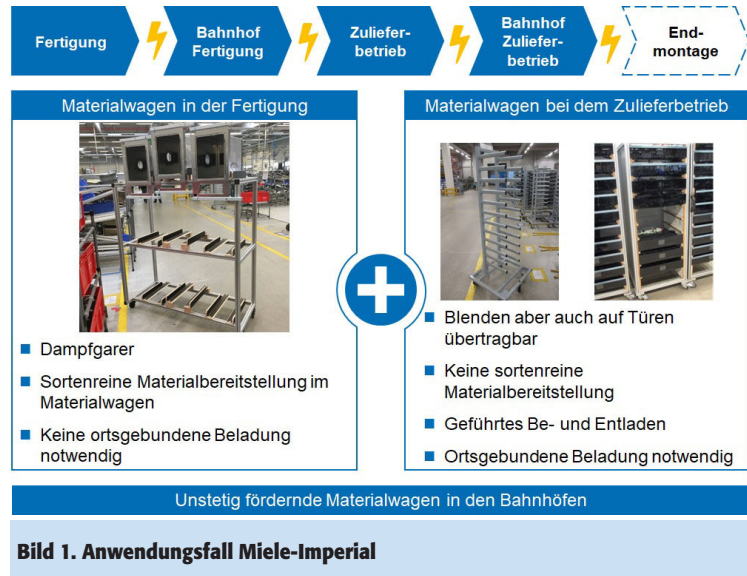 Fertigung
Bahnhof
Fertigung
Zuliefer-
betrieb
Bahnhof
Zuliefer-
betrieb
End-
montage
Materialwagen in der Fertigung
Dampfgarer
Sortenreine Materialbereitstellung im
Materialwagen
Keine ortsgebundene Beladung
notwendig
Materialwagen bei dem Zulieferbetrieb
Blenden aber auch auf Türen
übertragbar
Keine sortenreine
Materialbereitstellung
Geführtes Be- und Entladen
Ortsgebundene Beladung notwendig
Unstetig fördernde Materialwagen in den Bahnhöfen
Bild 1. Anwendungsfall Miele-Imperial